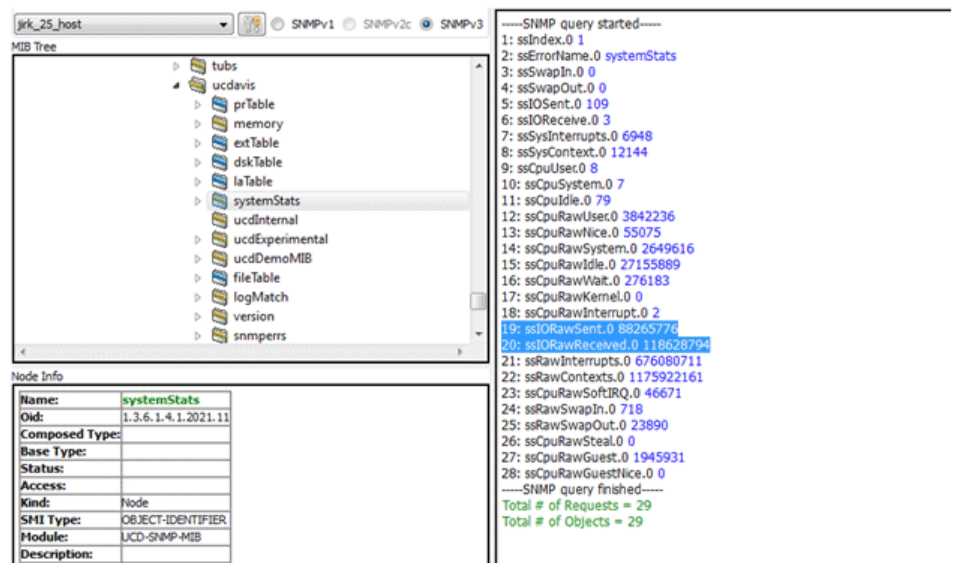 jirk_25_host
SNMPv1 SNMPv2c SNMPv3
MIB Tree
tubs
ucdavis
prTable
memory
extTable
dskTable
laTable
systemStats
ucdInternal
ucdExperimental
ucdDemoMIB
fileTable
logMatch
version
snmperrs
Node Info
Name: systemStats
Oid: 1.3.6.1.4.1.2021.11
Composed Type:
Base Type:
Status:
Access:
Kind: Node
SMI Type: OBJECT-IDENTIFIER
Module: UCD-SNMP-MIB
Description:
-----SNMP query started-----
1: ssIndex.0 1
2: ssErrorName.0 systemStats
3: ssSwapIn.0 0
4: ssSwapOut.0 0
5: ssIOSent.0 109
6: ssIOReceive.0 3
7: ssSysInterrupts.0 6948
8: ssSysContext.0 12144
9: ssCpuUser.0 8
10: ssCpuSystem.0 7
11: ssCpuIdle.0 79
12: ssCpuRawUser.0 3842236
13: ssCpuRawNice.0 55075
14: ssCpuRawSystem.0 2649616
15: ssCpuRawIdle.0 27155889
16: ssCpuRawWait.0 276183
17: ssCpuRawKernel.0 0
18: ssCpuRawInterrupt.0 2
19: ssIORawSent.0 88265776
20: ssIORawReceived.0 118628794
21: ssRawInterrupts.0 676080711
22: ssRawContexts.0 1175922161
23: ssCpuRawSoftIRQ.0 46671
24: ssRawSwapIn.0 718
25: ssRawSwapOut.0 23890
26: ssCpuRawSteal.0 0
27: ssCpuRawGuest.0 1945931
28: ssCpuRawGuestNice.0 0
-----SNMP query finished-----
Total # of Requests = 29
Total # of Objects = 29